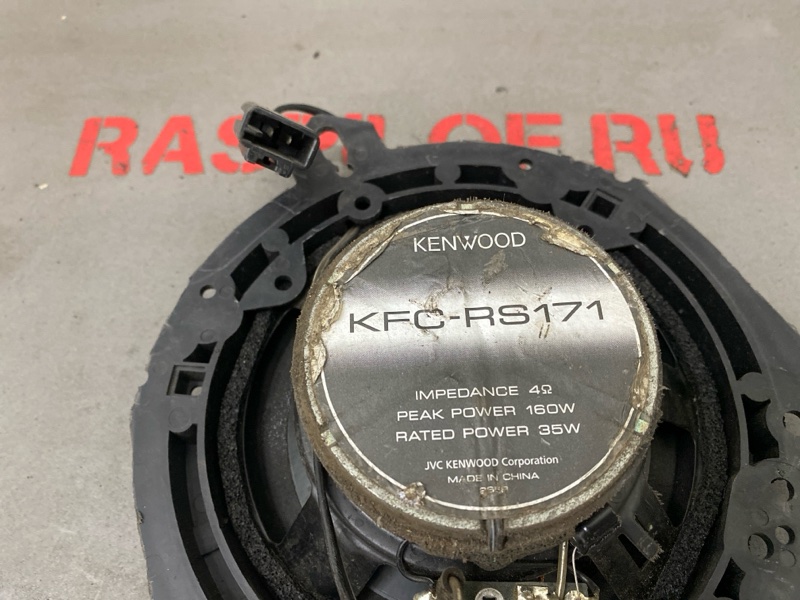 KENWOOD
KFC-RS171
IMPEDANCE 4Ω
PEAK POWER 160W
RATED POWER 35W
JVC KENWOOD Corporation
MADE IN CHINA